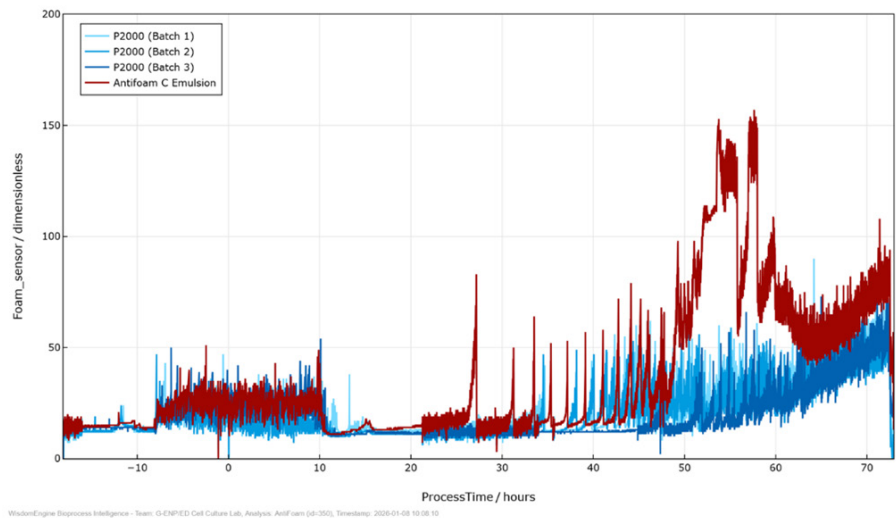 200
P2000 (Batch 1)
P2000 (Batch 2)
P2000 (Batch 3)
Antifoam C Emulsion
150
100
50
0
Foam_sensor / dimensionless
−10 0 10 20 30 40 50 60 70
ProcessTime / hours
WisdomEngine Bioprocess Intelligence - Team: G-ENP/ED Cell Culture Lab, Analysis: AntiFoam (id=350), Timestamp: 2026-01-08 10:08:10